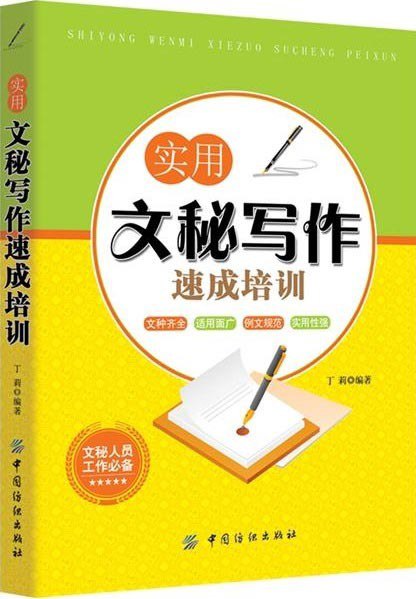 SHIYONG WENMI XIEZUO SUCHENG PEIXUN
实用
文秘写作
速成培训
文种齐全 适用面广 例文规范 实用性强
丁莉◎编著
文秘人员
工作必备
★★★★★
中国纺织出版社
实用
文秘写作速成培训
丁莉◎编著
中国纺织出版社